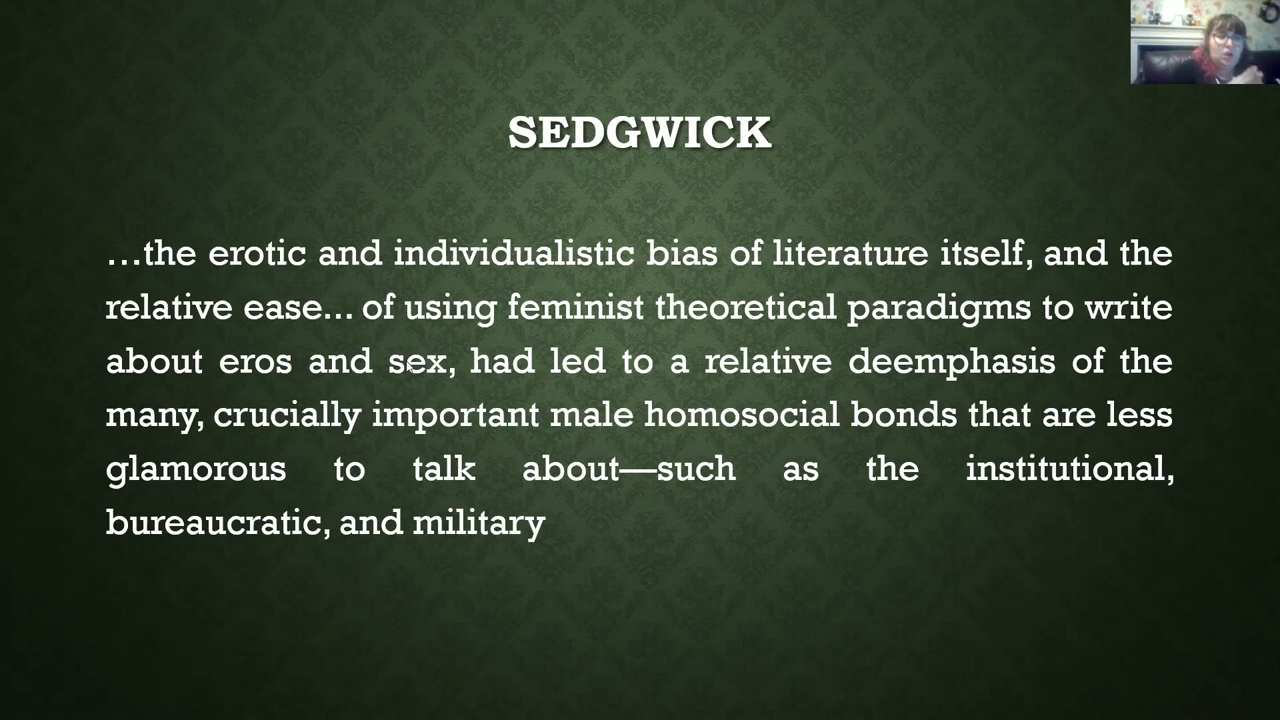 SEDGWICK
…the erotic and individualistic bias of literature itself, and the
relative ease… of using feminist theoretical paradigms to write
about eros and sex, had led to a relative deemphasis of the
many, crucially important male homosocial bonds that are less
glamorous to talk about—such as the institutional,
bureaucratic, and military